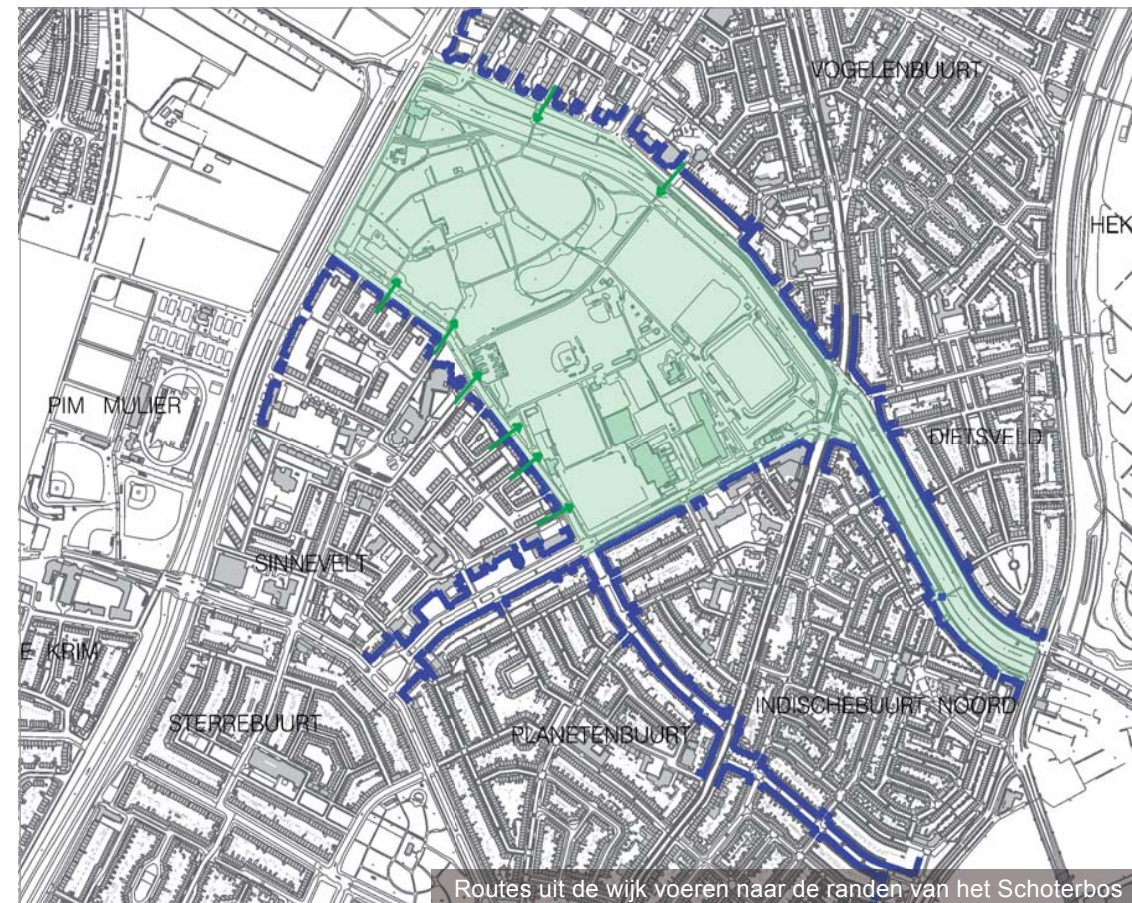 VOGELENBUURT
HEK
PIM MULIER
DIETSVELD
SINNEVELT
E KRIM
STERREBUURT
PLANETENBUURT
INDISCHEBUURT NOORD
Routes uit de wijk voeren naar de randen van het Schoterbos